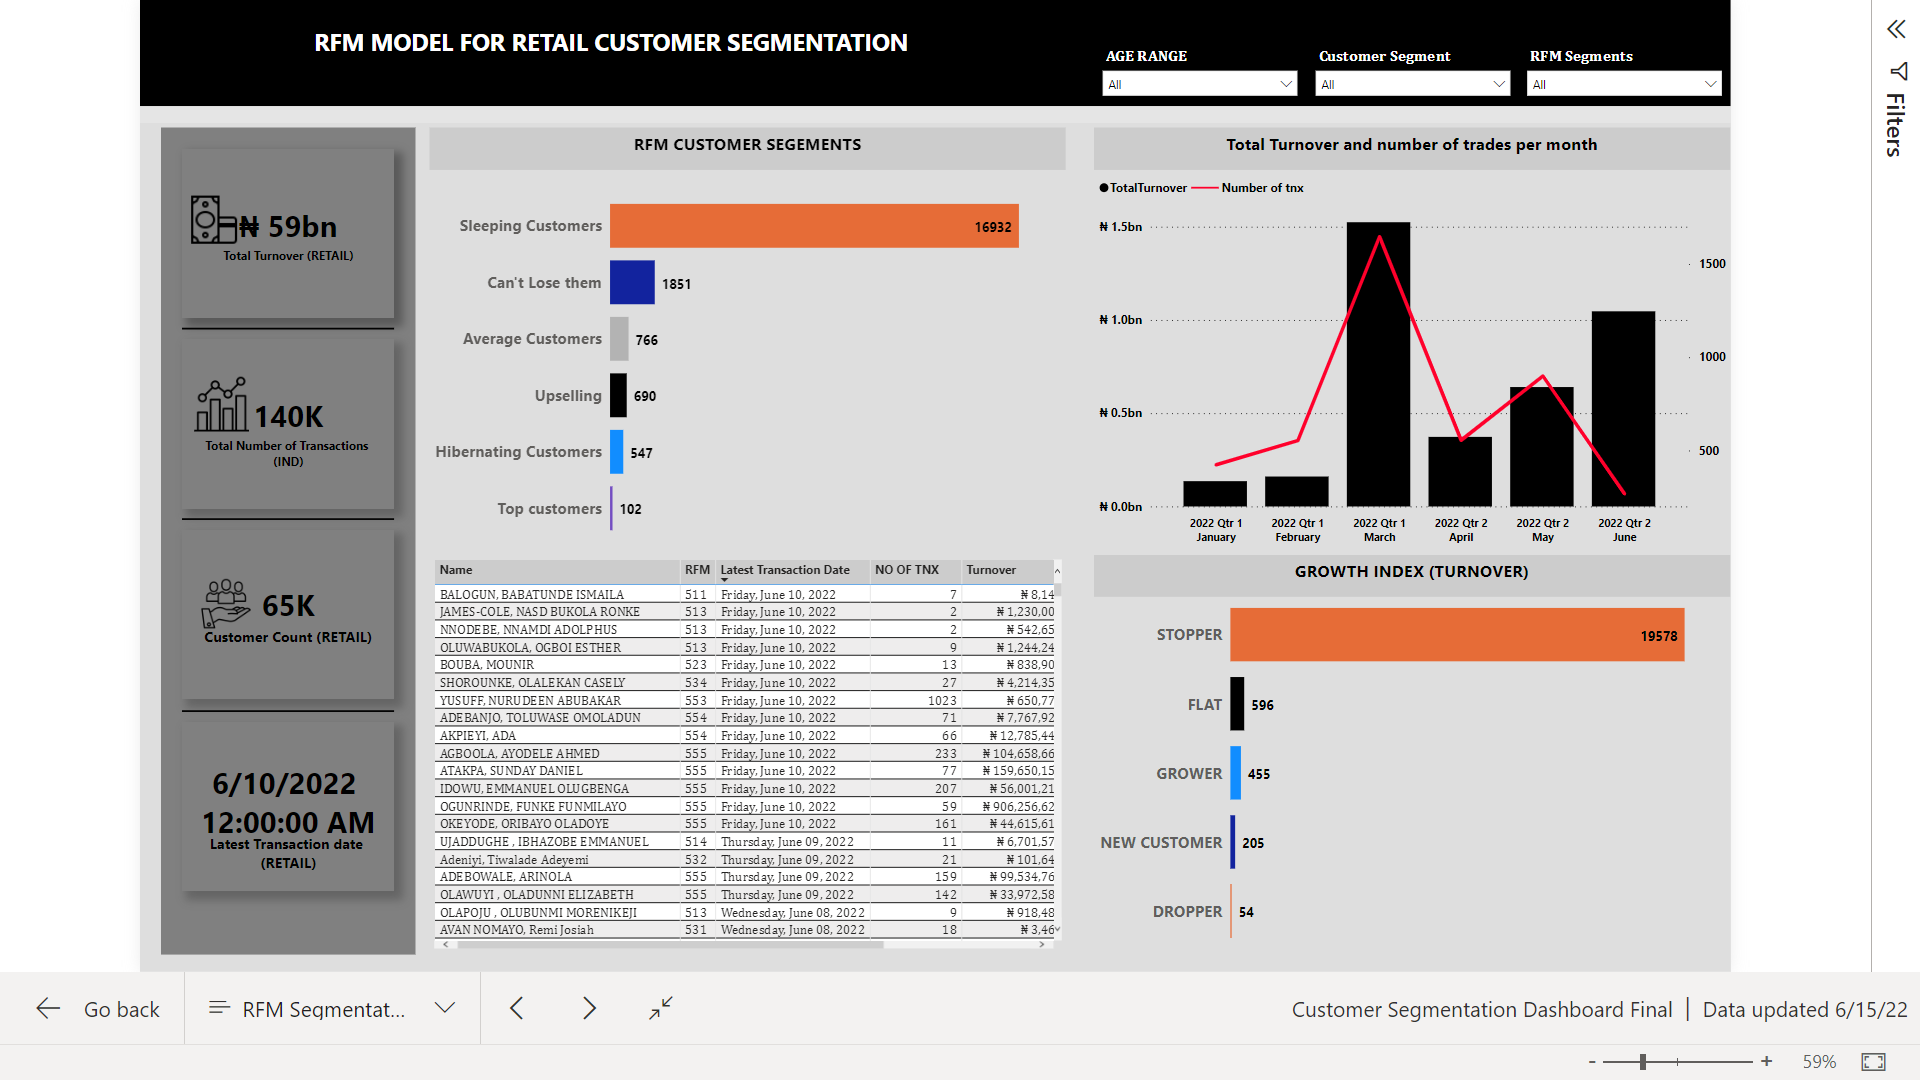 RFM MODEL FOR RETAIL CUSTOMER SEGMENTATION
AGE RANGE
All
Customer Segment
All
RFM Segments
All
Filters
₦ 59bn
Total Turnover (RETAIL)
140K
Total Number of Transactions
(IND)
65K
Customer Count (RETAIL)
6/10/2022
12:00:00 AM
Latest Transaction date
(RETAIL)
RFM CUSTOMER SEGEMENTS
Sleeping Customers 16932
Can't Lose them 1851
Average Customers 766
Upselling 690
Hibernating Customers 547
Top customers 102
Name RFM Latest Transaction Date NO OF TNX Turnover
BALOGUN, BABATUNDE ISMAILA 511 Friday, June 10, 2022 7 ₦ 8,14
JAMES-COLE, NASD BUKOLA RONKE 513 Friday, June 10, 2022 2 ₦ 1,230,00
NNODEBE, NNAMDI ADOLPHUS 513 Friday, June 10, 2022 2 ₦ 542,65
OLUWABUKOLA, OGBOI ESTHER 513 Friday, June 10, 2022 9 ₦ 1,244,24
BOUBA, MOUNIR 523 Friday, June 10, 2022 13 ₦ 838,90
SHOROUNKE, OLALEKAN CASELY 534 Friday, June 10, 2022 27 ₦ 4,214,35
YUSUFF, NURUDEEN ABUBAKAR 553 Friday, June 10, 2022 1023 ₦ 650,77
ADEBANJO, TOLUWASE OMOLADUN 554 Friday, June 10, 2022 71 ₦ 7,767,92
AKPIEYI, ADA 554 Friday, June 10, 2022 66 ₦ 12,785,44
AGBOOLA, AYODELE AHMED 555 Friday, June 10, 2022 233 ₦ 104,658,66
ATAKPA, SUNDAY DANIEL 555 Friday, June 10, 2022 77 ₦ 159,650,15
IDOWU, EMMANUEL OLUGBENGA 555 Friday, June 10, 2022 207 ₦ 56,001,21
OGUNRINDE, FUNKE FUNMILAYO 555 Friday, June 10, 2022 59 ₦ 906,256,62
OKEYODE, ORIBAYO OLADOYE 555 Friday, June 10, 2022 161 ₦ 44,615,61
UJADDUGHE , IBHAZOBE EMMANUEL 514 Thursday, June 09, 2022 11 ₦ 6,701,57
Adeniyi, Tiwalade Adeyemi 532 Thursday, June 09, 2022 21 ₦ 101,64
ADEBOWALE, ARINOLA 555 Thursday, June 09, 2022 159 ₦ 99,534,76
OLAWUYI , OLADUNNI ELIZABETH 555 Thursday, June 09, 2022 142 ₦ 33,972,58
OLAPOJU , OLUBUNMI MORENIKEJI 513 Wednesday, June 08, 2022 9 ₦ 918,48
AVAN NOMAYO, Remi Josiah 531 Wednesday, June 08, 2022 18 ₦ 3,46
Total Turnover and number of trades per month
TotalTurnover Number of tnx
₦ 1.5bn
₦ 1.0bn
₦ 0.5bn
₦ 0.0bn
1500
1000
500
2022 Qtr 1 2022 Qtr 1 2022 Qtr 1 2022 Qtr 2 2022 Qtr 2 2022 Qtr 2
January February March April May June
GROWTH INDEX (TURNOVER)
STOPPER 19578
FLAT 596
GROWER 455
NEW CUSTOMER 205
DROPPER 54
Go back
RFM Segmentat...
Customer Segmentation Dashboard Final | Data updated 6/15/22
- + 59%